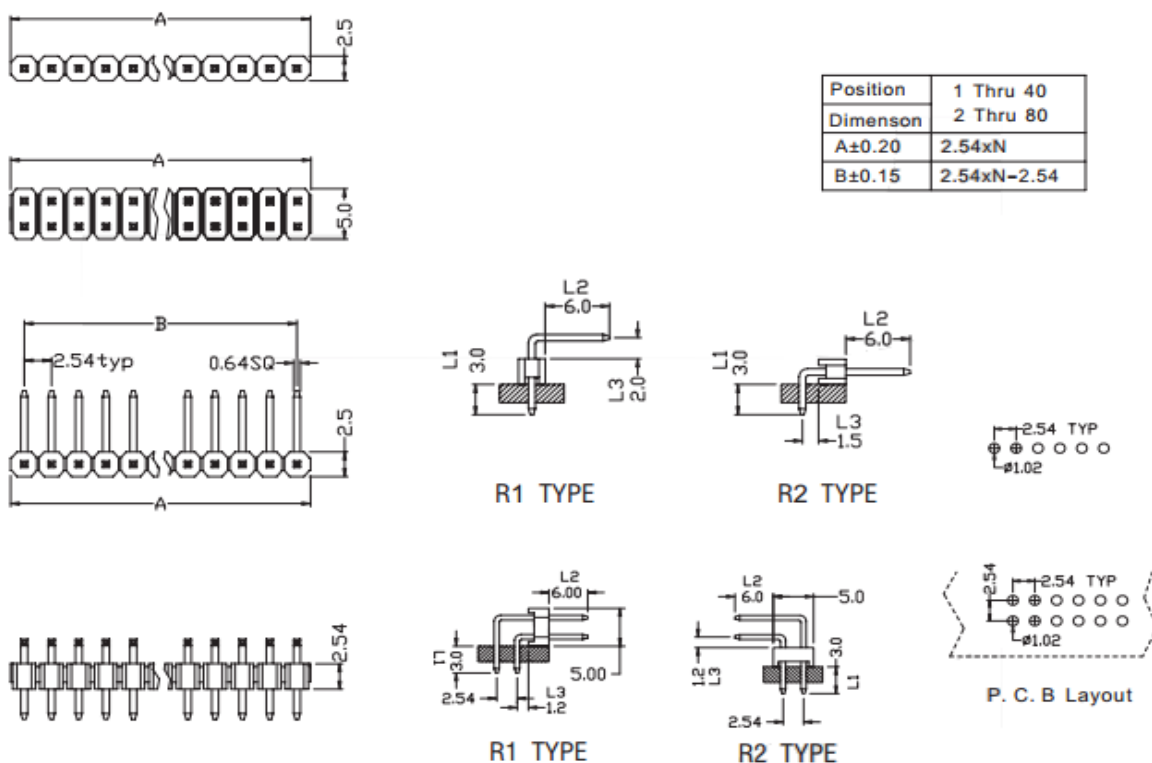 A
2.5
Position
1 Thru 40
Dimenson
2 Thru 80
A±0.20 2.54xN
B±0.15 2.54xN-2.54
A
5.0
B
2.54typ
0.64SQ
2.5
A
L2
6.0
L1
3.0
L3
2.0
R1 TYPE
L2
6.0
L1
3.0
L3
1.5
R2 TYPE
2.54 TYP
ø1.02
2.54
L2
6.00
L1
3.0
5.00
2.54
L3
1.2
R1 TYPE
L2
6.0
5.0
1.2
L3
3.0
L1
2.54
R2 TYPE
2.54
2.54 TYP
ø1.02
P. C. B Layout